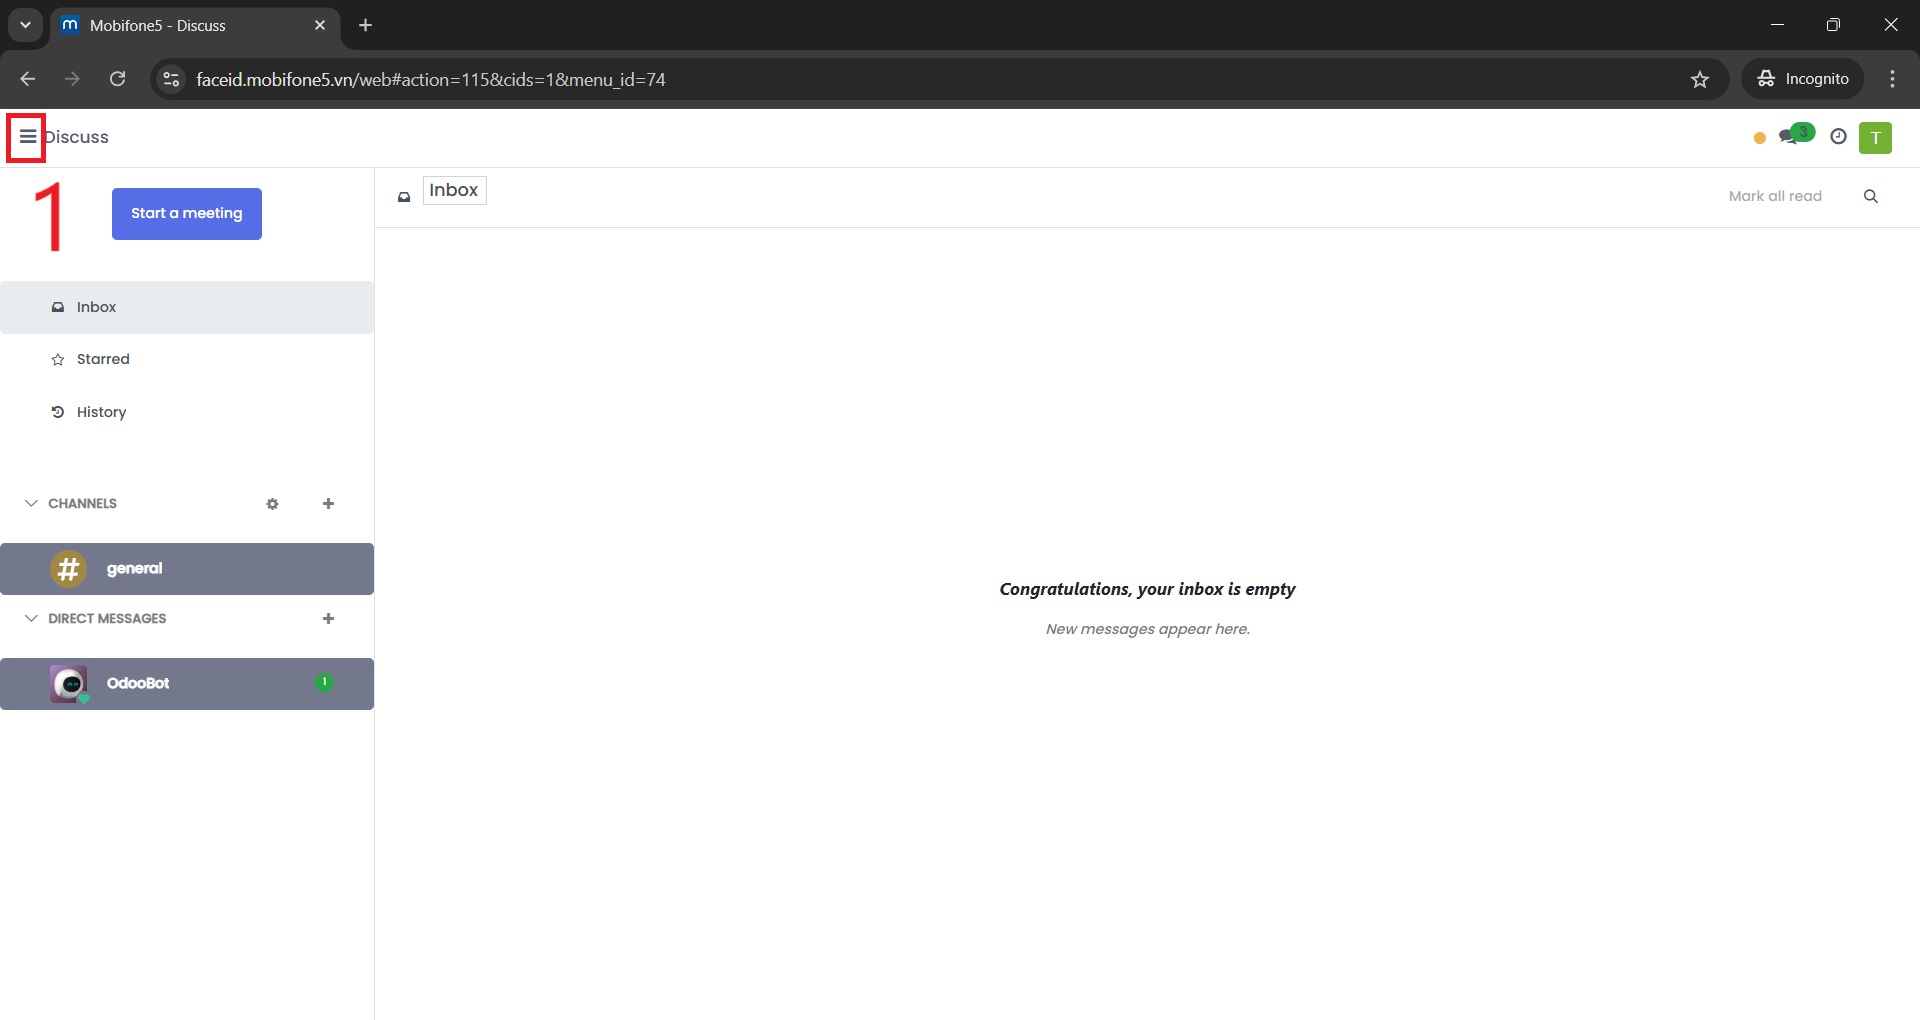 Mobifone5 - Discuss
faceid.mobifone5.vn/web#action=115&cids=1&menu_id=74
Incognito
Discuss
3
T
1
Start a meeting
Inbox
Mark all read
Inbox
Starred
History
CHANNELS
# general
DIRECT MESSAGES
OdooBot
1
Congratulations, your inbox is empty
New messages appear here.